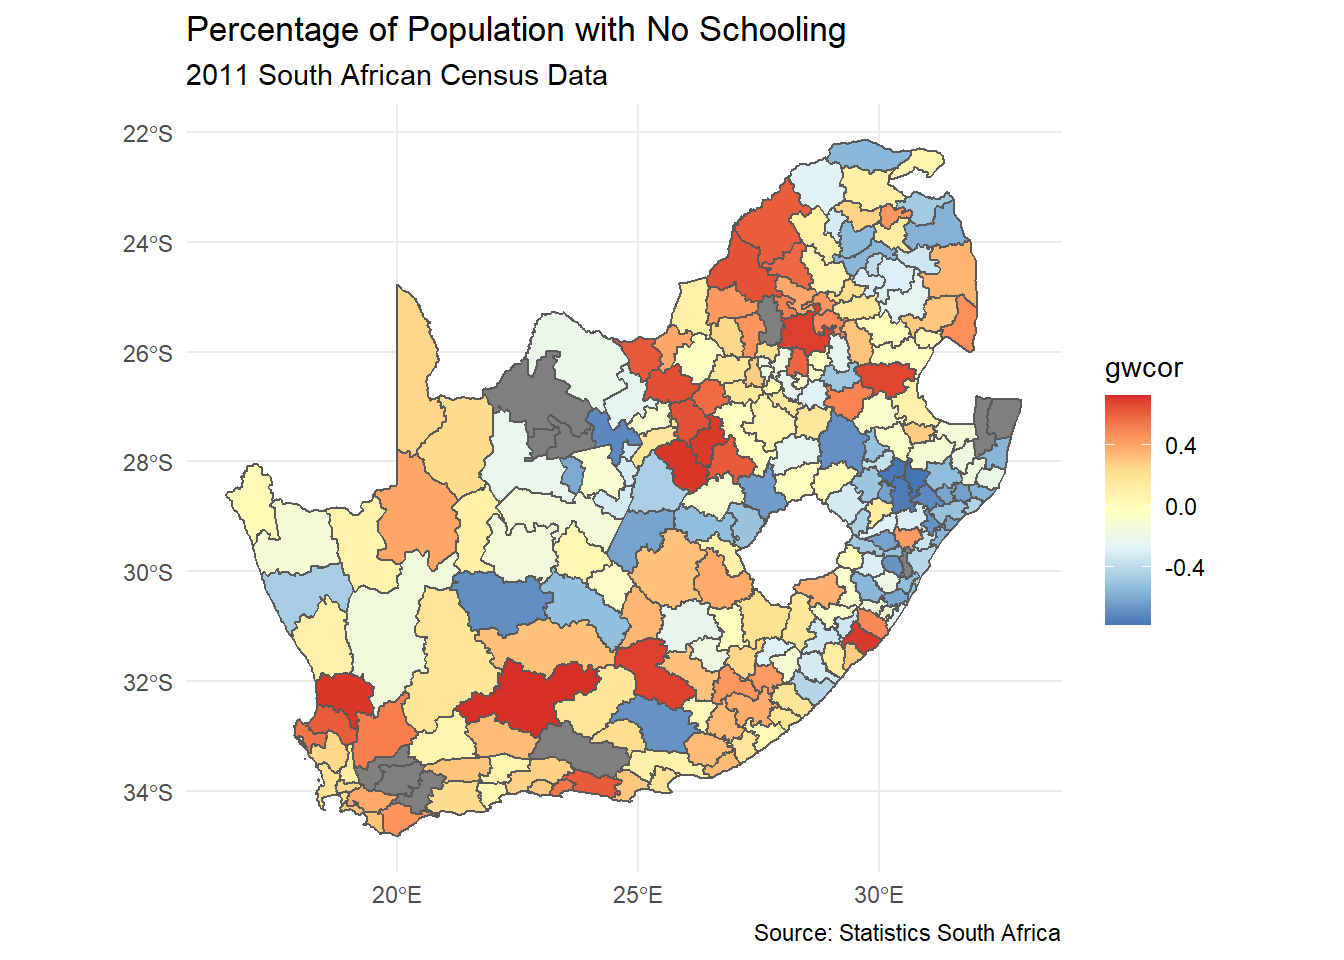 Percentage of Population with No Schooling
2011 South African Census Data
22°S
24°S
26°S
28°S
30°S
32°S
34°S
20°E
25°E
30°E
gwcor
0.4
0.0
-0.4
Source: Statistics South Africa